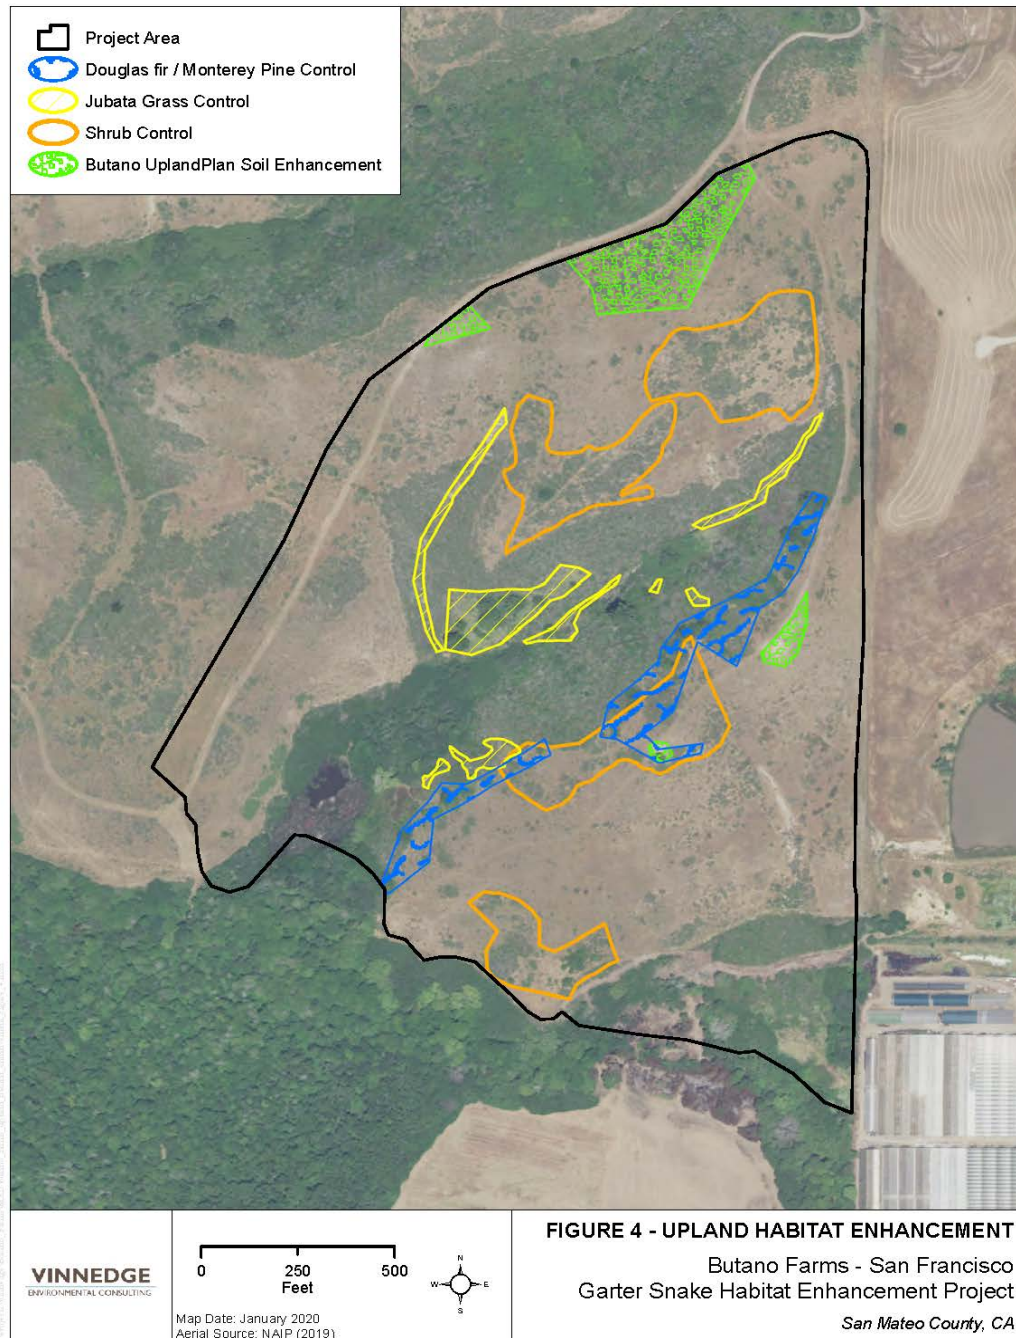 Project Area
Douglas fir / Monterey Pine Control
Jubata Grass Control
Shrub Control
Butano UplandPlan Soil Enhancement
VINNEDGE
ENVIRONMENTAL CONSULTING
0 250 500
Feet
Map Date: January 2020
Aerial Source: NAIP (2019)
N
W E
S
FIGURE 4 - UPLAND HABITAT ENHANCEMENT
Butano Farms - San Francisco
Garter Snake Habitat Enhancement Project
San Mateo County, CA